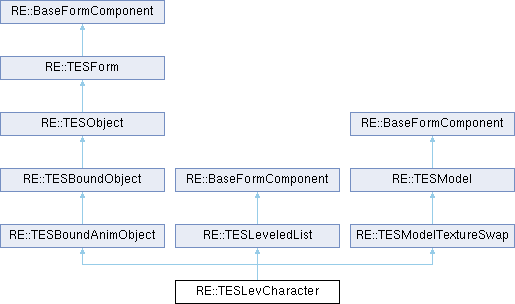 RE::BaseFormComponent
RE::TESForm
RE::TESObject
RE::BaseFormComponent
RE::TESBoundObject
RE::BaseFormComponent
RE::TESModel
RE::TESBoundAnimObject
RE::TESLeveledList
RE::TESModelTextureSwap
RE::TESLevCharacter